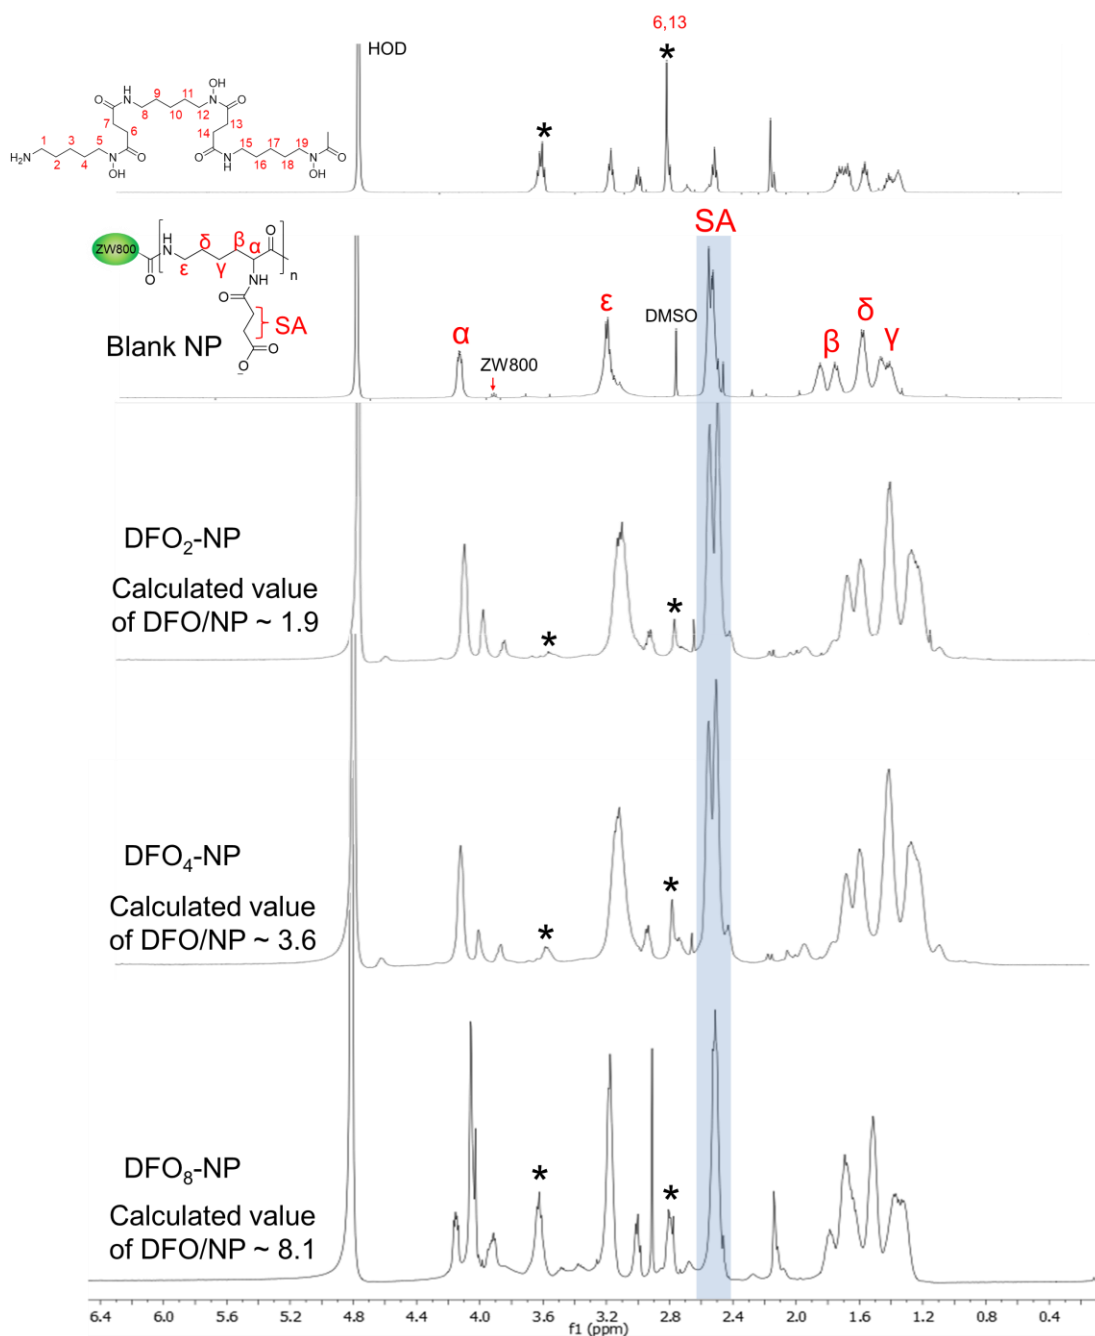 6,13
*
*
HOD
OH
9
11
O
H
N
N
O
8
10
12
7
13
6
14
O
1
3
5
N
O
15
17
19
H2N
2
4
N
H
16
18
N
O
OH
OH
SA
ZW800
H
N
δ
β
O
α
ε
γ
n
O
NH
O
SA
O
O
−
Blank NP
α
ZW800
ε
DMSO
β
δ
γ
DFO2-NP
Calculated value
of DFO/NP ~ 1.9
*
*
DFO4-NP
Calculated value
of DFO/NP ~ 3.6
*
*
DFO8-NP
Calculated value
of DFO/NP ~ 8.1
*
*
6.4 5.6 4.8 4.0 3.2 2.4 1.6 0.8 0.4
6.0 5.2 4.4 3.6 2.8 2.0 1.2
f1 (ppm)